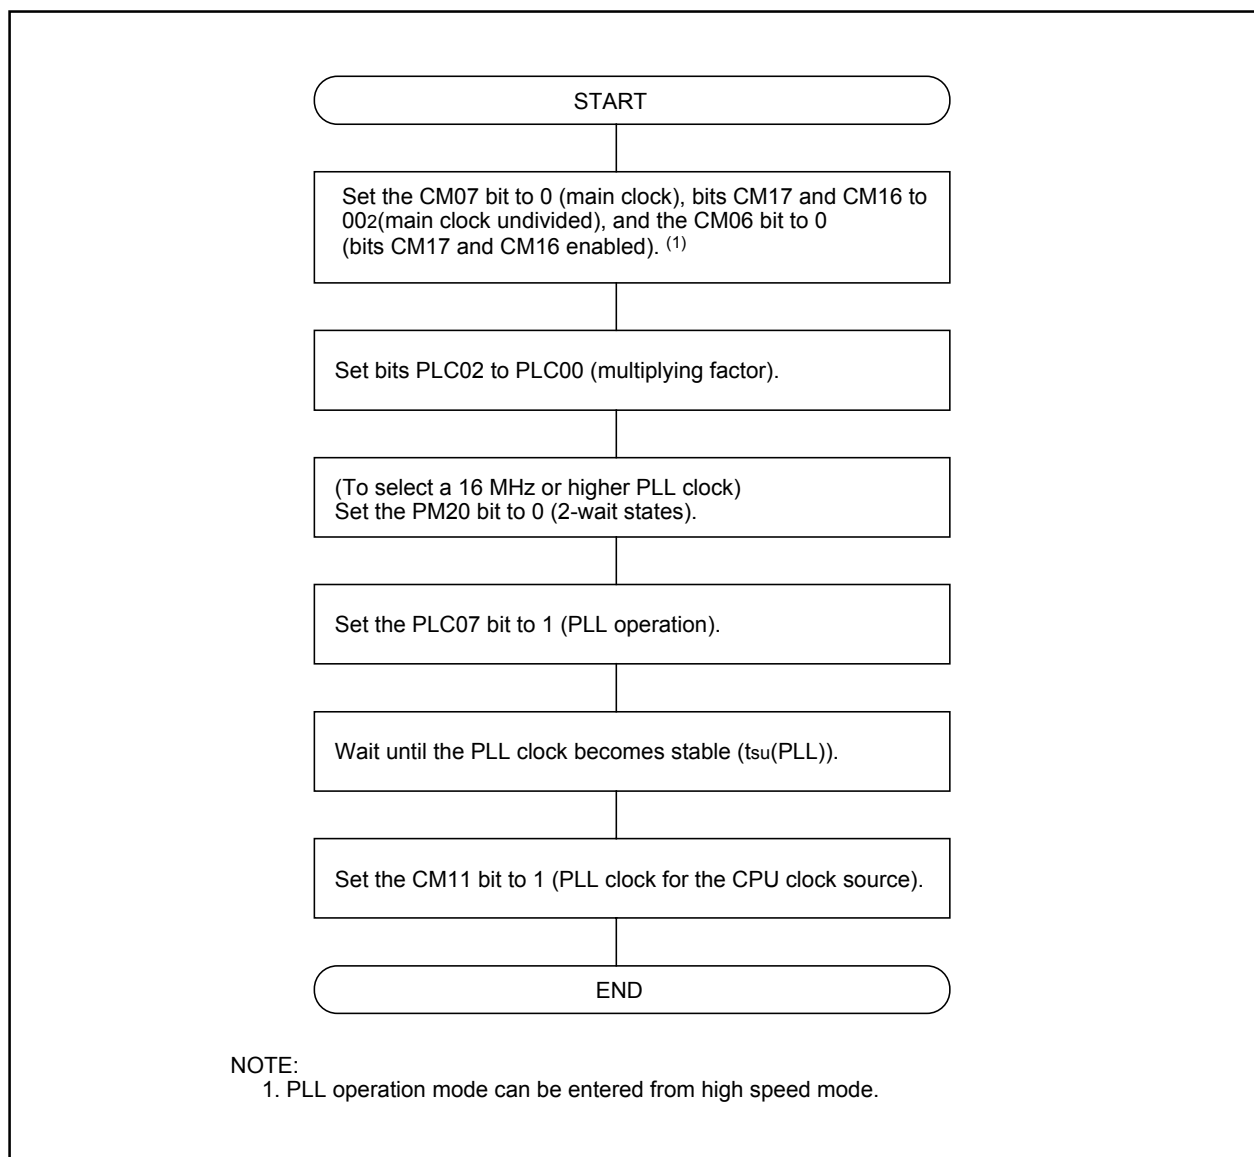 START
Set the CM07 bit to 0 (main clock), bits CM17 and CM16 to
002(main clock undivided), and the CM06 bit to 0
(bits CM17 and CM16 enabled). (1)
Set bits PLC02 to PLC00 (multiplying factor).
(To select a 16 MHz or higher PLL clock)
Set the PM20 bit to 0 (2-wait states).
Set the PLC07 bit to 1 (PLL operation).
Wait until the PLL clock becomes stable (tsu(PLL)).
Set the CM11 bit to 1 (PLL clock for the CPU clock source).
END
NOTE:
1. PLL operation mode can be entered from high speed mode.